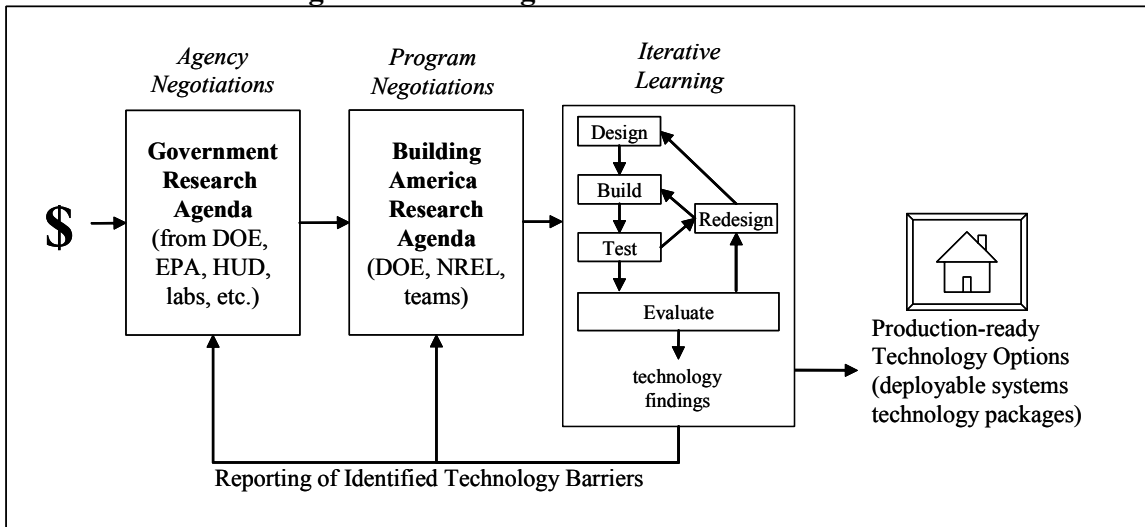 Agency
Negotiations
Program
Negotiations
Iterative
Learning
$
Government
Research
Agenda
(from DOE,
EPA, HUD,
labs, etc.)
Building
America
Research
Agenda
(DOE, NREL,
teams)
Design
Build
Redesign
Test
Evaluate
technology
findings
Production-ready
Technology Options
(deployable systems
technology packages)
Reporting of Identified Technology Barriers